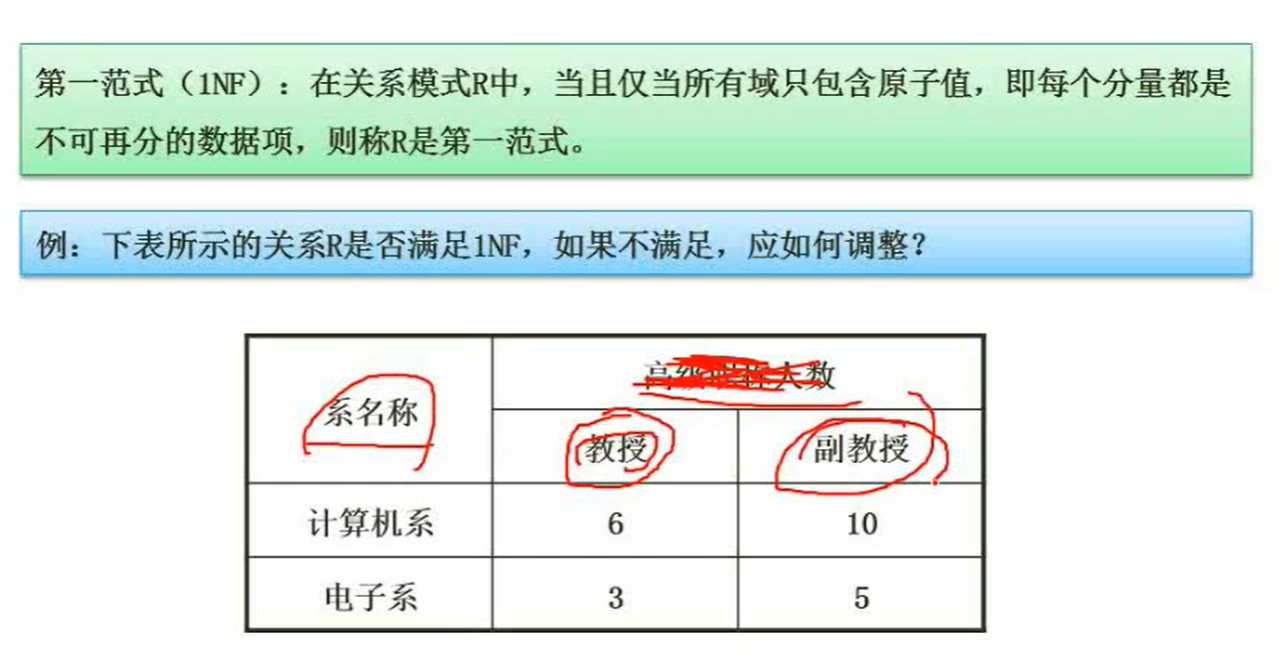 第一范式（1NF）：在关系模式R中，当且仅当所有域只包含原子值，即每个分量都是
不可再分的数据项，则称R是第一范式。
例：下表所示的关系R是否满足1NF，如果不满足，应如何调整？
系名称
高级职称人数
教授 副教授
计算机系 6 10
电子系 3 5